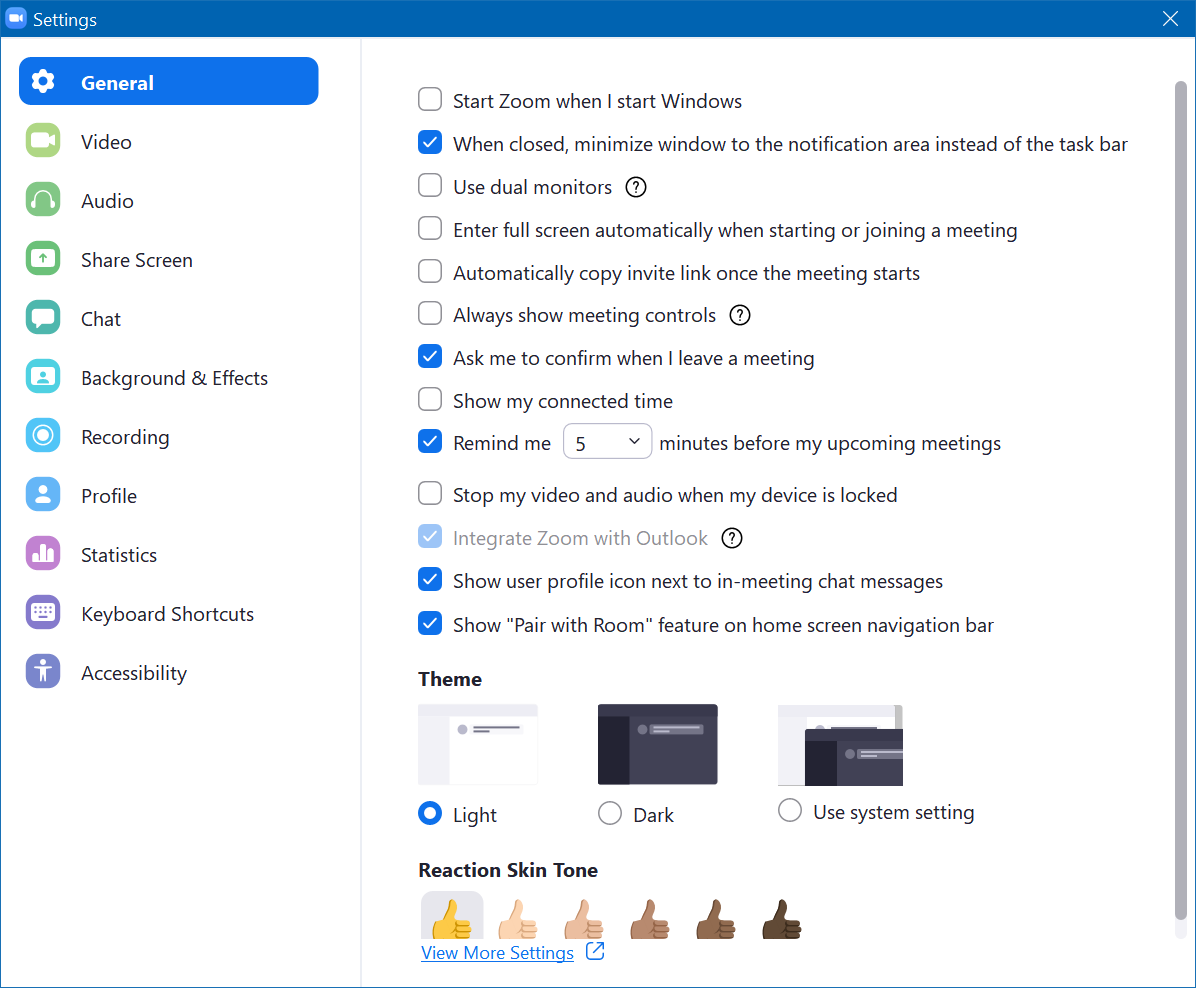 Settings
General
Video
Audio
Share Screen
Chat
Background & Effects
Recording
Profile
Statistics
Keyboard Shortcuts
Accessibility
Start Zoom when I start Windows
When closed, minimize window to the notification area instead of the task bar
Use dual monitors ?
Enter full screen automatically when starting or joining a meeting
Automatically copy invite link once the meeting starts
Always show meeting controls ?
Ask me to confirm when I leave a meeting
Show my connected time
Remind me 5 minutes before my upcoming meetings
Stop my video and audio when my device is locked
Integrate Zoom with Outlook ?
Show user profile icon next to in-meeting chat messages
Show "Pair with Room" feature on home screen navigation bar
Theme
Light Dark Use system setting
Reaction Skin Tone
View More Settings